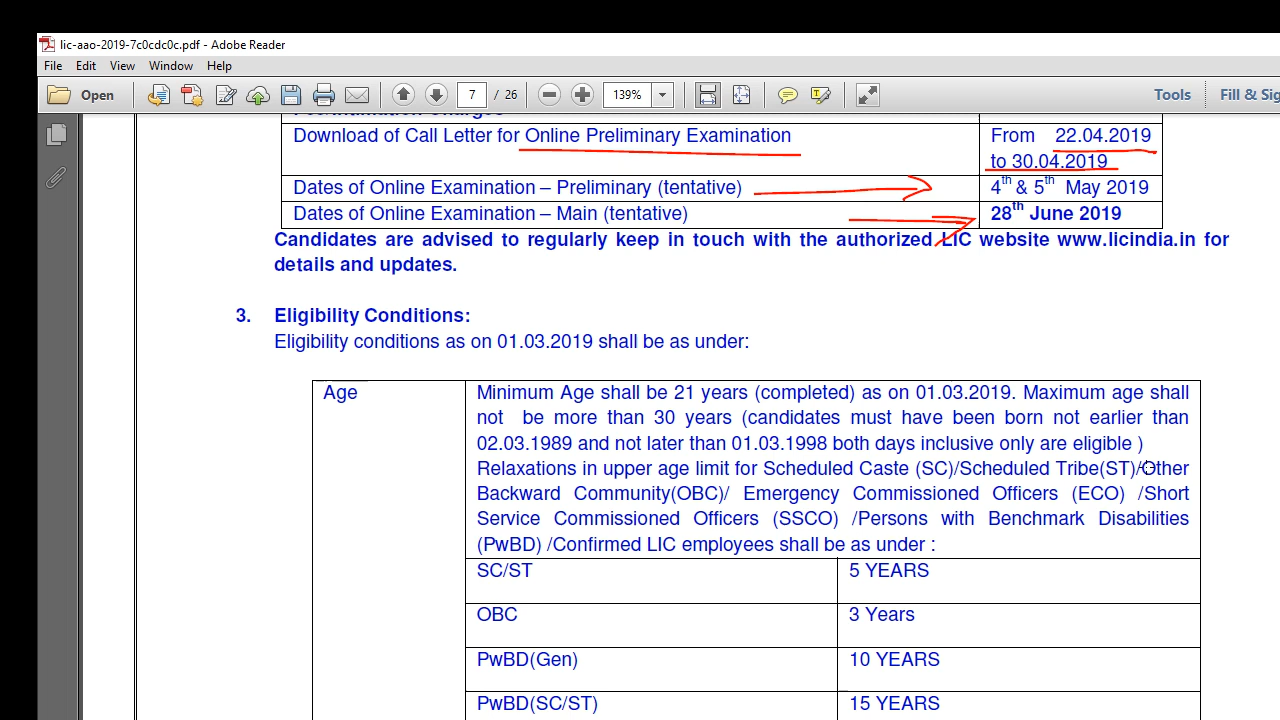 lic-aao-2019-7c0cdc0c.pdf - Adobe Reader
File Edit View Window Help
Open 7 / 26 139% Tools Fill & Sig
Download of Call Letter for Online Preliminary Examination From 22.04.2019
to 30.04.2019
Dates of Online Examination – Preliminary (tentative) 4th & 5th May 2019
Dates of Online Examination – Main (tentative) 28th June 2019
Candidates are advised to regularly keep in touch with the authorized LIC website www.licindia.in for
details and updates.
3. Eligibility Conditions:
Eligibility conditions as on 01.03.2019 shall be as under:
Age Minimum Age shall be 21 years (completed) as on 01.03.2019. Maximum age shall
not be more than 30 years (candidates must have been born not earlier than
02.03.1989 and not later than 01.03.1998 both days inclusive only are eligible )
Relaxations in upper age limit for Scheduled Caste (SC)/Scheduled Tribe(ST)/Other
Backward Community(OBC)/ Emergency Commissioned Officers (ECO) /Short
Service Commissioned Officers (SSCO) /Persons with Benchmark Disabilities
(PwBD) /Confirmed LIC employees shall be as under :
SC/ST 5 YEARS
OBC 3 Years
PwBD(Gen) 10 YEARS
PwBD(SC/ST) 15 YEARS